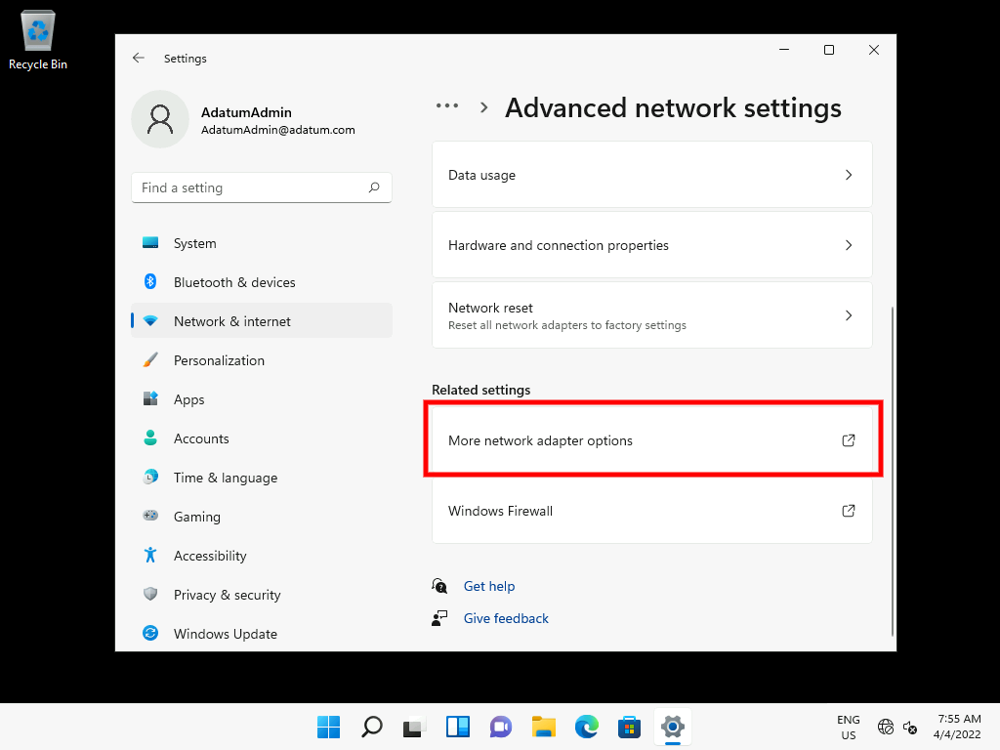 Recycle Bin
Settings
AdatumAdmin
AdatumAdmin@adatum.com
Find a setting
System
Bluetooth & devices
Network & internet
Personalization
Apps
Accounts
Time & language
Gaming
Accessibility
Privacy & security
Windows Update
Advanced network settings
Data usage
Hardware and connection properties
Network reset
Reset all network adapters to factory settings
Related settings
More network adapter options
Windows Firewall
Get help
Give feedback
ENG
US
7:55 AM
4/4/2022